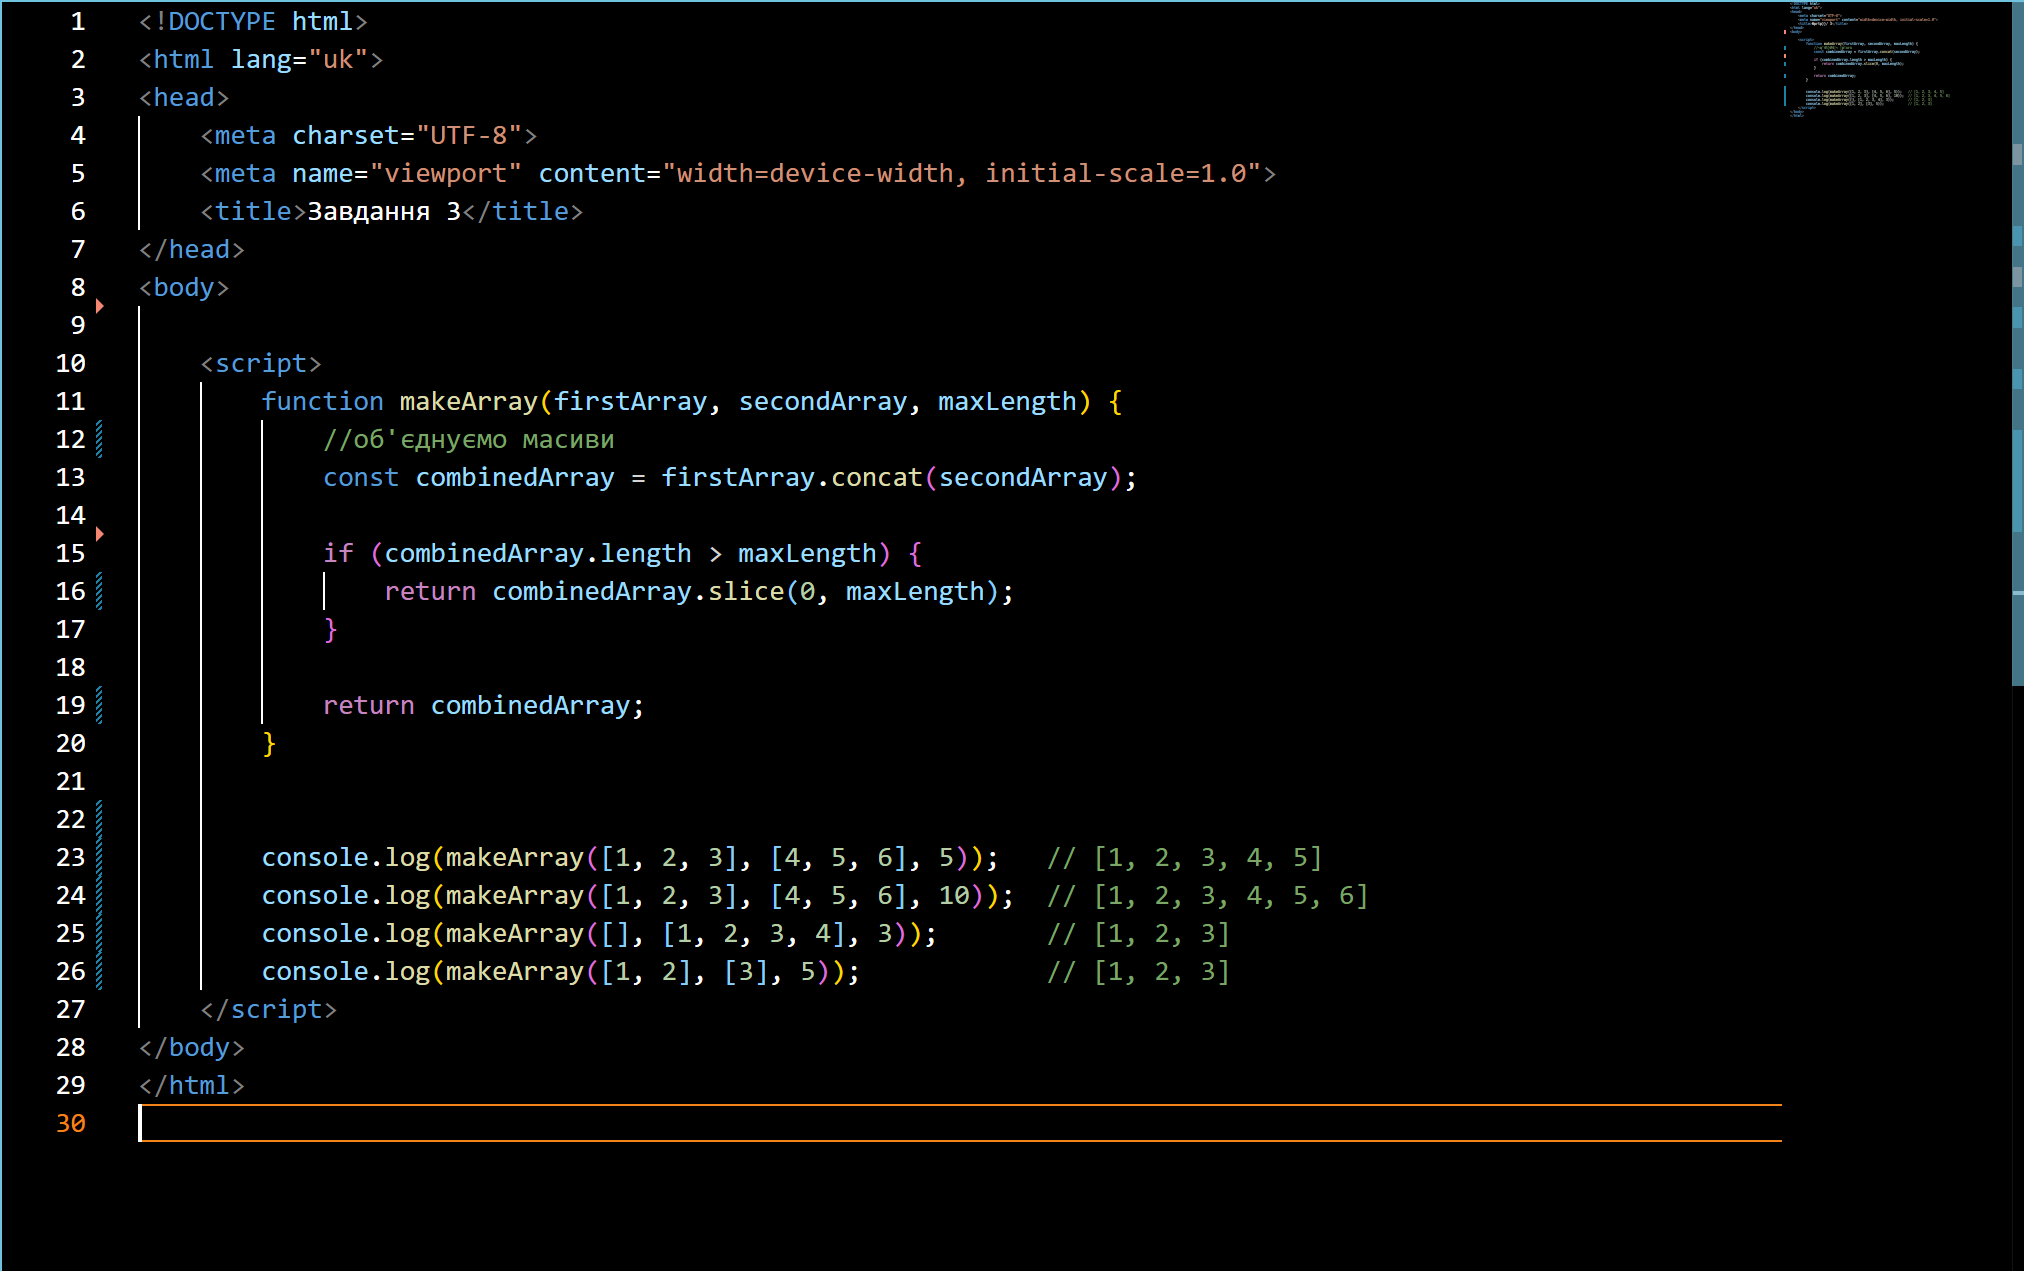 1 <!DOCTYPE html>
2 <html lang="uk">
3 <head>
4     <meta charset="UTF-8">
5     <meta name="viewport" content="width=device-width, initial-scale=1.0">
6     <title>Завдання 3</title>
7 </head>
8 <body>
9
10     <script>
11         function makeArray(firstArray, secondArray, maxLength) {
12             //об'єднуємо масиви
13             const combinedArray = firstArray.concat(secondArray);
14
15             if (combinedArray.length > maxLength) {
16                 return combinedArray.slice(0, maxLength);
17             }
18
19             return combinedArray;
20         }
21
22
23         console.log(makeArray([1, 2, 3], [4, 5, 6], 5));   // [1, 2, 3, 4, 5]
24         console.log(makeArray([1, 2, 3], [4, 5, 6], 10));  // [1, 2, 3, 4, 5, 6]
25         console.log(makeArray([], [1, 2, 3, 4], 3));       // [1, 2, 3]
26         console.log(makeArray([1, 2], [3], 5));            // [1, 2, 3]
27     </script>
28 </body>
29 </html>
30